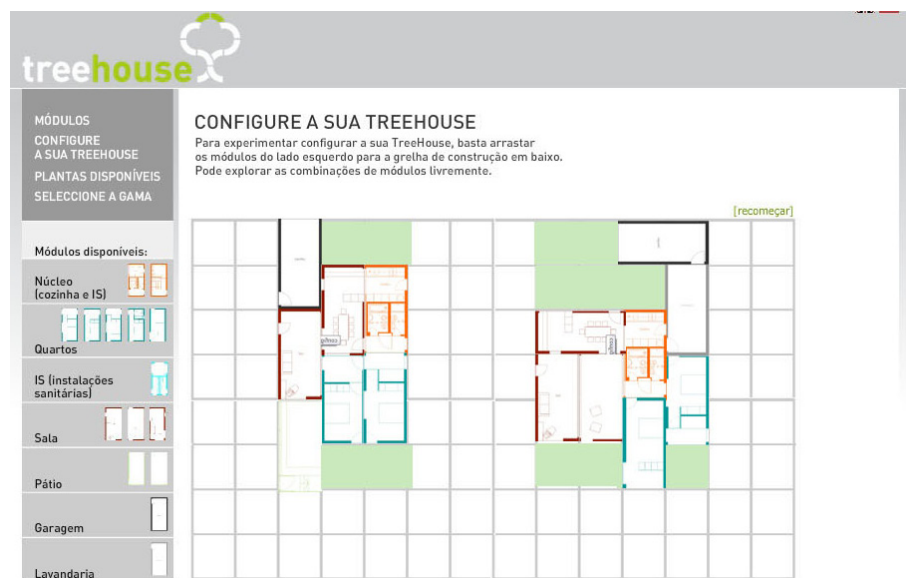 treehouse
MÓDULOS
CONFIGURE
A SUA TREEHOUSE
PLANTAS DISPONÍVEIS
SELECCIONE A GAMA
Módulos disponíveis:
Núcleo
(cozinha e IS)
Quartos
IS (instalações
sanitárias)
Sala
Pátio
Garagem
Lavandaria
CONFIGURE A SUA TREEHOUSE
Para experimentar configurar a sua TreeHouse, basta arrastar
os módulos do lado esquerdo para a grelha de construção em baixo.
Pode explorar as combinações de módulos livremente.
[recomeçar]